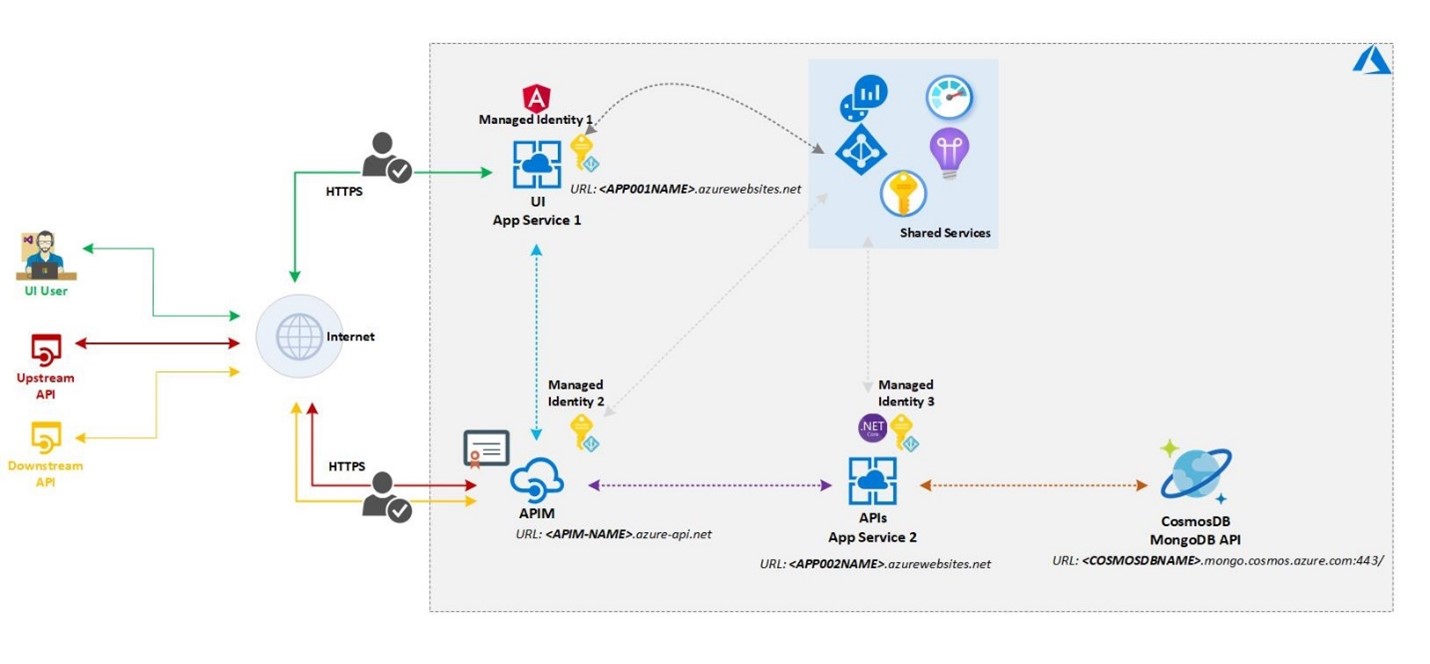 Managed Identity 1
HTTPS
URL: <APP001NAME>.azurewebsites.net
UI
App Service 1
Shared Services
UI User
Internet
Upstream
API
Downstream
API
HTTPS
Managed
Identity 2
APIM
URL: <APIM-NAME>.azure-api.net
Managed
Identity 3
.NET
Core
APIs
App Service 2
URL: <APP002NAME>.azurewebsites.net
CosmosDB
MongoDB API
URL: <COSMOSDBNAME>.mongo.cosmos.azure.com:443/